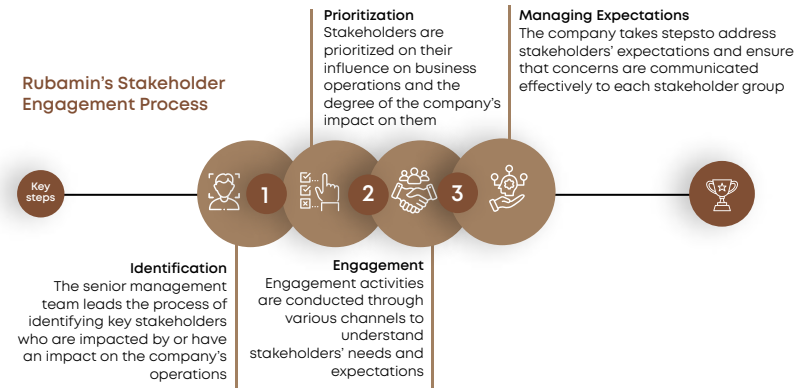 Rubamin's Stakeholder
Engagement Process
Key
steps
1
2
3
Identification
The senior management
team leads the process of
identifying key stakeholders
who are impacted by or have
an impact on the company's
operations
Prioritization
Stakeholders are
prioritized on their
influence on business
operations and the
degree of the company's
impact on them
Engagement
Engagement activities
are conducted through
various channels to
understand
stakeholders' needs and
expectations
Managing Expectations
The company takes stepsto address
stakeholders' expectations and ensure
that concerns are communicated
effectively to each stakeholder group